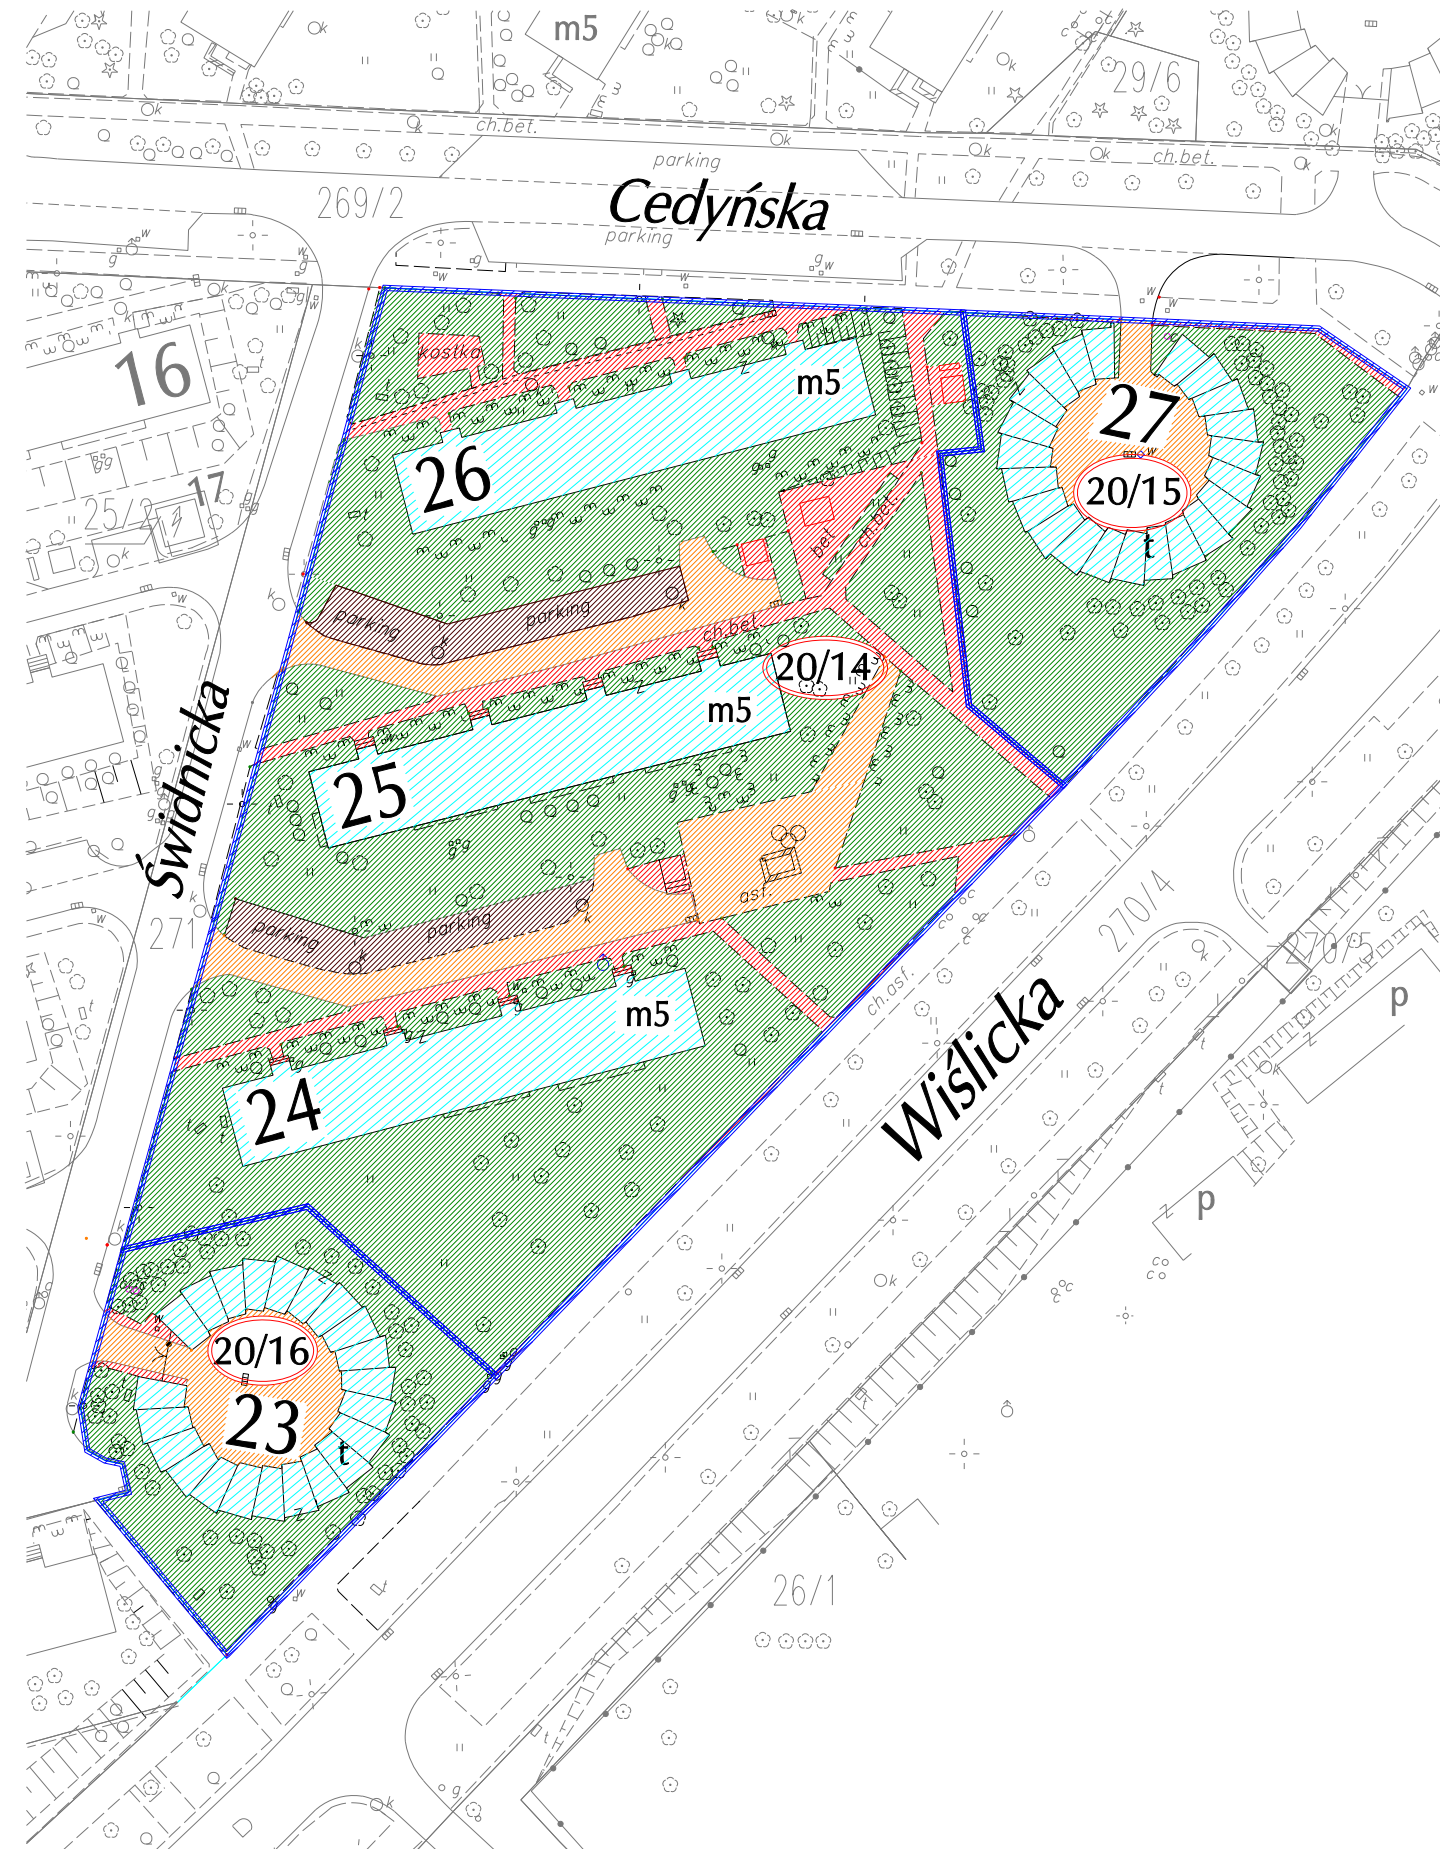 m5
29/6
k
k
k
ch.bet.
k
k
k
ch.bet.
k
parking
269/2
Cedyńska
parking
w
g
w
g
w
w
g
w
w
w
kostka
z
m5
16
26
27
w
20/15
t
25/2
17
bet.
ch.bet.
parking
k
parking
k
ch.bet.
20/14
z
m5
25
Świdnicka
asf.
parking
k
parking
k
271
270/4
270/5
ch.asf.
m5
24
Wiślicka
p
p
z
20/16
23
t
z
z
26/1
k
t
g